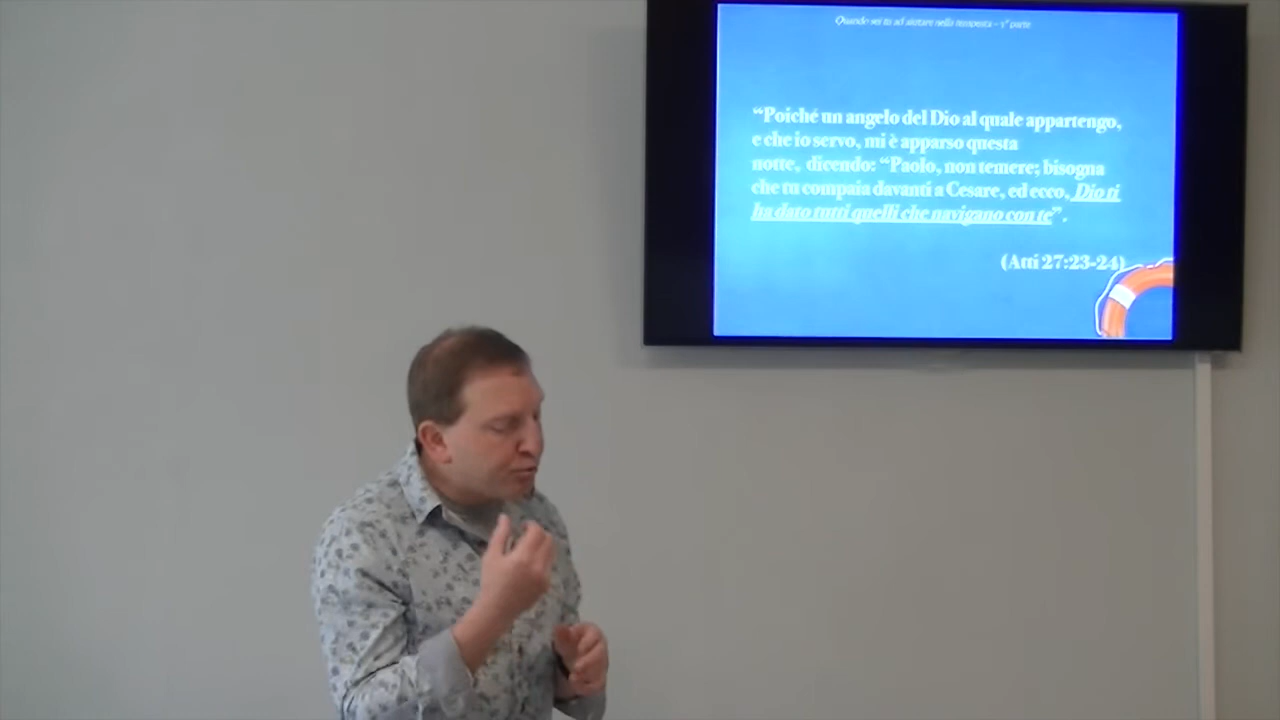 Quando sei tu ad aiutare nella tempesta – 1° parte
“Poiché un angelo del Dio al quale appartengo,
e che io servo, mi è apparso questa
notte, dicendo: “Paolo, non temere; bisogna
che tu compaia davanti a Cesare, ed ecco, Dio ti
ha dato tutti quelli che navigano con te”.
(Atti 27:23-24)